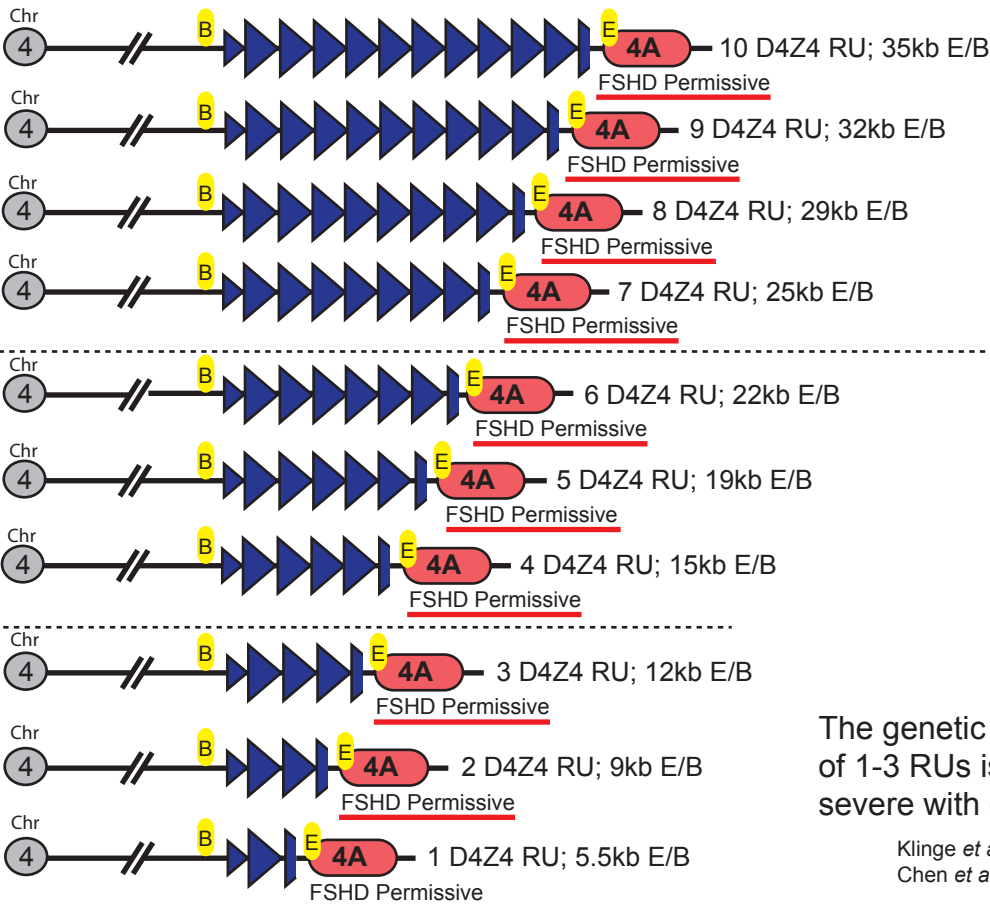 Chr
4 B E 4A 10 D4Z4 RU; 35kb E/B
FSHD Permissive
Chr
4 B E 4A 9 D4Z4 RU; 32kb E/B
FSHD Permissive
Chr
4 B E 4A 8 D4Z4 RU; 29kb E/B
FSHD Permissive
Chr
4 B E 4A 7 D4Z4 RU; 25kb E/B
FSHD Permissive
Chr
4 B E 4A 6 D4Z4 RU; 22kb E/B
FSHD Permissive
Chr
4 B E 4A 5 D4Z4 RU; 19kb E/B
FSHD Permissive
Chr
4 B E 4A 4 D4Z4 RU; 15kb E/B
FSHD Permissive
Chr
4 B E 4A 3 D4Z4 RU; 12kb E/B
FSHD Permissive
Chr
4 B E 4A 2 D4Z4 RU; 9kb E/B
FSHD Permissive
Chr
4 B E 4A 1 D4Z4 RU; 5.5kb E/B
FSHD Permissive
The genetic
of 1-3 RUs is
severe with
Klinge et a
Chen et a